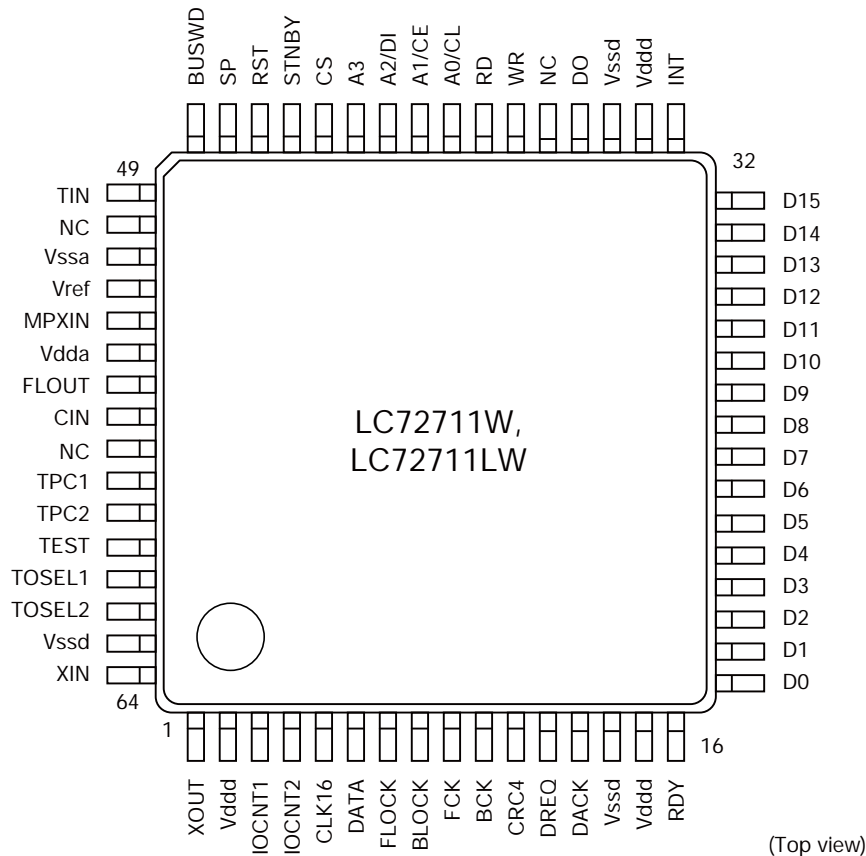 BUSWD
SP
RST
STNBY
CS
A3
A2/DI
A1/CE
A0/CL
RD
WR
NC
DO
Vssd
Vddd
INT
49
32
TIN
NC
Vssa
Vref
MPXIN
Vdda
FLOUT
CIN
NC
TPC1
TPC2
TEST
TOSEL1
TOSEL2
Vssd
XIN
64
LC72711W,
LC72711LW
D15
D14
D13
D12
D11
D10
D9
D8
D7
D6
D5
D4
D3
D2
D1
D0
1
16
XOUT
Vddd
IOCNT1
IOCNT2
CLK16
DATA
FLOCK
BLOCK
FCK
BCK
CRC4
DREQ
DACK
Vssd
Vddd
RDY
(Top view)